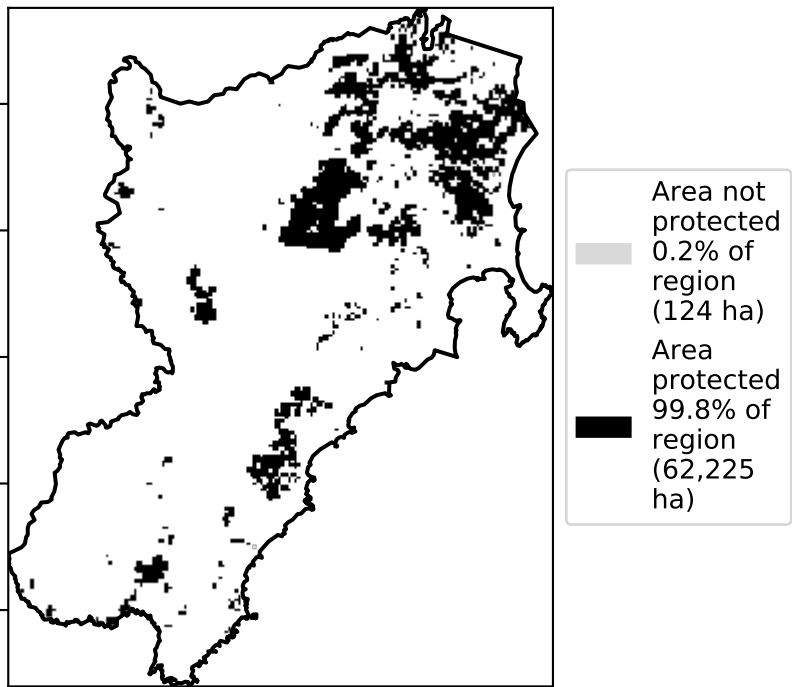 Area not
protected
0.2% of
region
(124 ha)
Area
protected
99.8% of
region
(62,225
ha)